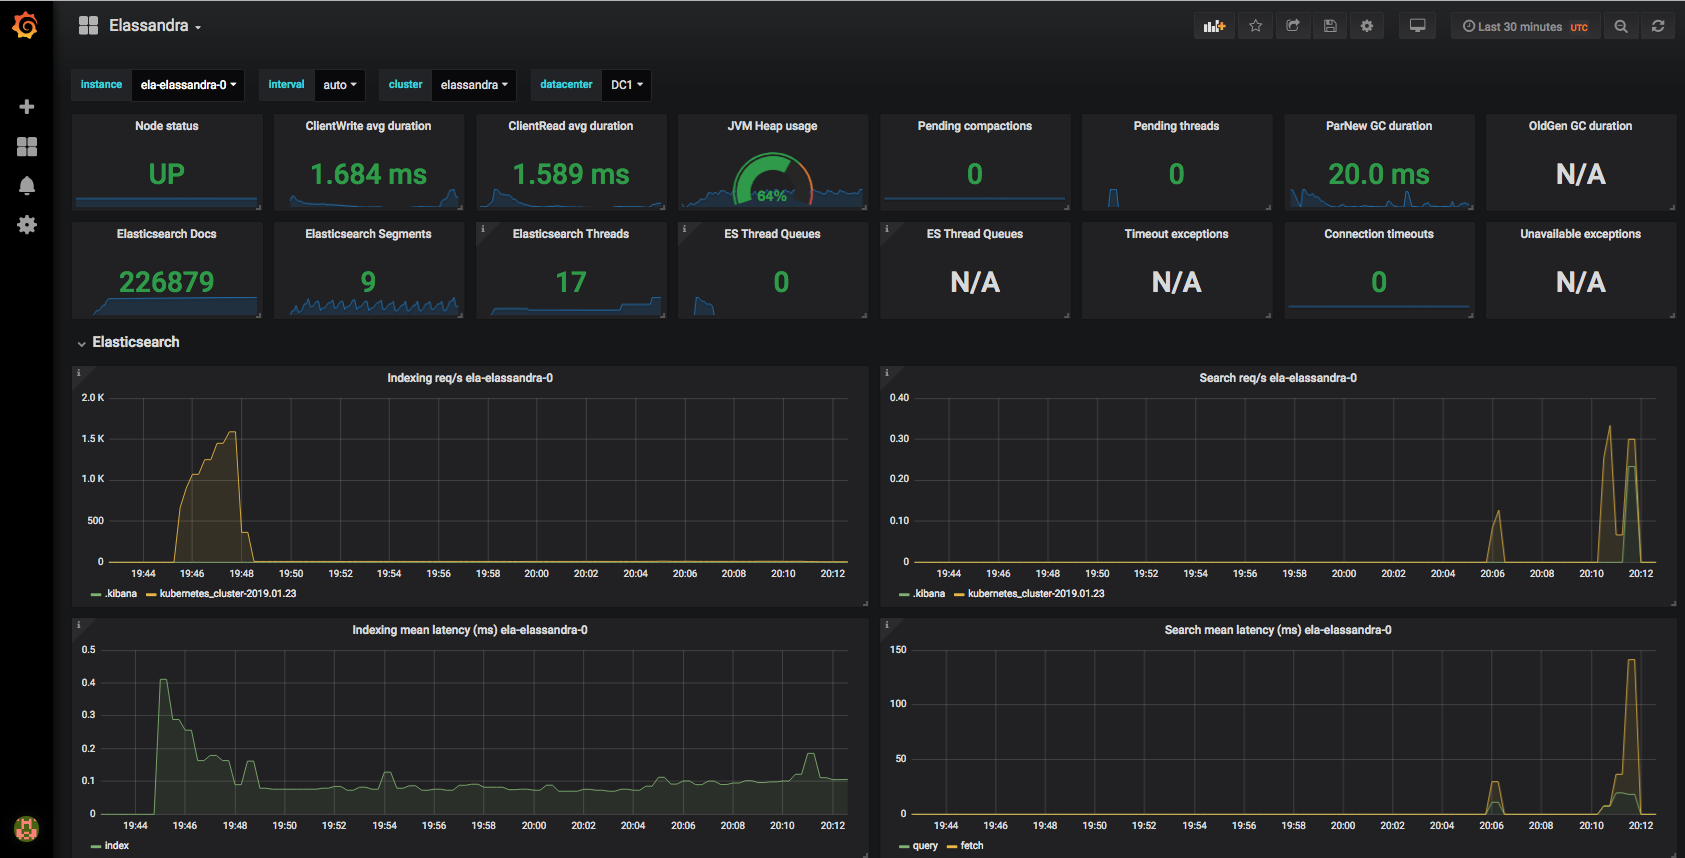 Elassandra
Last 30 minutes UTC
instance ela-elassandra-0 interval auto cluster elassandra datacenter DC1
Node status ClientWrite avg duration ClientRead avg duration JVM Heap usage Pending compactions Pending threads ParNew GC duration OldGen GC duration
UP 1.684 ms 1.589 ms 64% 0 0 20.0 ms N/A
Elasticsearch Docs Elasticsearch Segments Elasticsearch Threads ES Thread Queues ES Thread Queues Timeout exceptions Connection timeouts Unavailable exceptions
226879 9 17 0 N/A N/A 0 N/A
Elasticsearch
Indexing req/s ela-elassandra-0
2.0 K
1.5 K
1.0 K
500
0
19:44 19:46 19:48 19:50 19:52 19:54 19:56 19:58 20:00 20:02 20:04 20:06 20:08 20:10 20:12
.kibana kubernetes_cluster-2019.01.23
Search req/s ela-elassandra-0
0.40
0.30
0.20
0.10
0
19:44 19:46 19:48 19:50 19:52 19:54 19:56 19:58 20:00 20:02 20:04 20:06 20:08 20:10 20:12
.kibana kubernetes_cluster-2019.01.23
Indexing mean latency (ms) ela-elassandra-0
0.5
0.4
0.3
0.2
0.1
0
19:44 19:46 19:48 19:50 19:52 19:54 19:56 19:58 20:00 20:02 20:04 20:06 20:08 20:10 20:12
index
Search mean latency (ms) ela-elassandra-0
150
100
50
0
19:44 19:46 19:48 19:50 19:52 19:54 19:56 19:58 20:00 20:02 20:04 20:06 20:08 20:10 20:12
query fetch